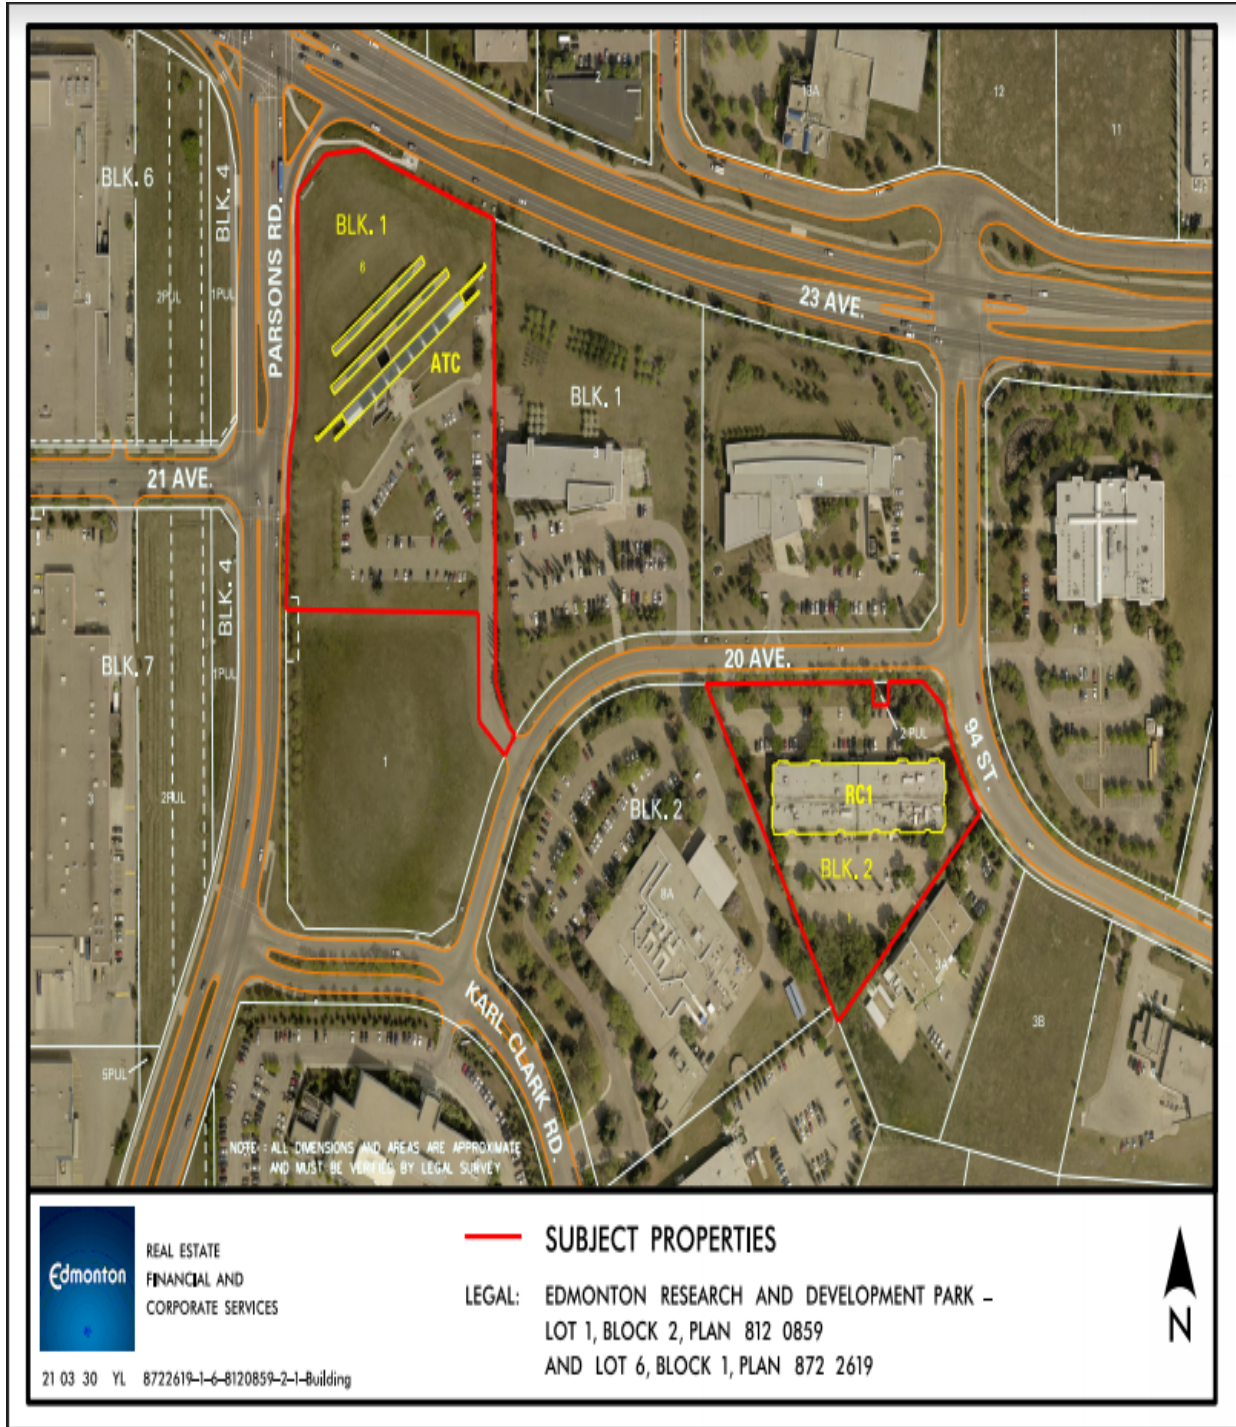 2
13A
12
11
BLK. 6
BLK. 4
PARSONS RD.
BLK. 1
6
3
2PUL
1PUL
23 AVE.
ATC
BLK. 1
3
4
21 AVE.
BLK. 4
BLK. 7
1PUL
20 AVE.
2 PUL
94 ST.
1
3
2PUL
BLK. 2
RC1
BLK. 2
1
8A
3A
3B
KARL CLARK RD.
5PUL
NOTE : ALL DIMENSIONS AND AREAS ARE APPROXIMATE
AND MUST BE VERIFIED BY LEGAL SURVEY
Edmonton
REAL ESTATE
FINANCIAL AND
CORPORATE SERVICES
21 03 30 YL 8722619-1-6-8120859-2-1-Building
SUBJECT PROPERTIES
LEGAL: EDMONTON RESEARCH AND DEVELOPMENT PARK –
LOT 1, BLOCK 2, PLAN 812 0859
AND LOT 6, BLOCK 1, PLAN 872 2619
N